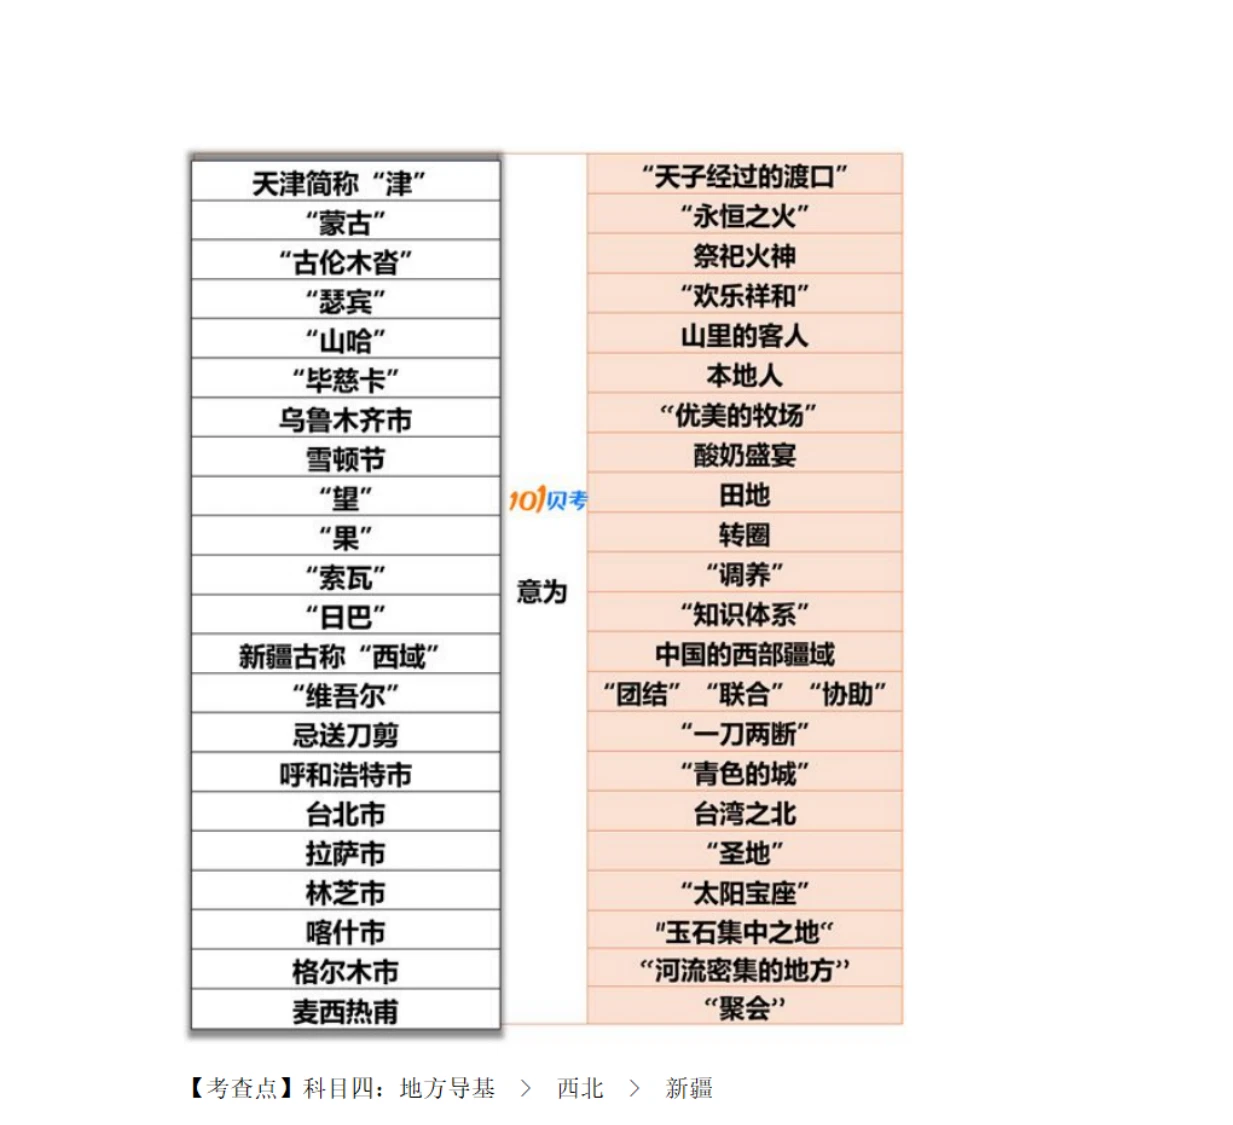 天津简称“津” “天子经过的渡口”
“蒙古” “永恒之火”
“古伦木沓” 祭祀火神
“瑟宾” “欢乐祥和”
“山哈” 山里的客人
“毕慈卡” 本地人
乌鲁木齐市 “优美的牧场”
雪顿节 酸奶盛宴
“望” 101贝考 田地
“果” 转圈
“索瓦” 意为 “调养”
“日巴” “知识体系”
新疆古称“西域” 中国的西部疆域
“维吾尔” “团结” “联合” “协助”
忌送刀剪 “一刀两断”
呼和浩特市 “青色的城”
台北市 台湾之北
拉萨市 “圣地”
林芝市 “太阳宝座”
喀什市 "玉石集中之地“
格尔木市 “河流密集的地方”
麦西热甫 “聚会”
【考查点】科目四：地方导基 > 西北 > 新疆